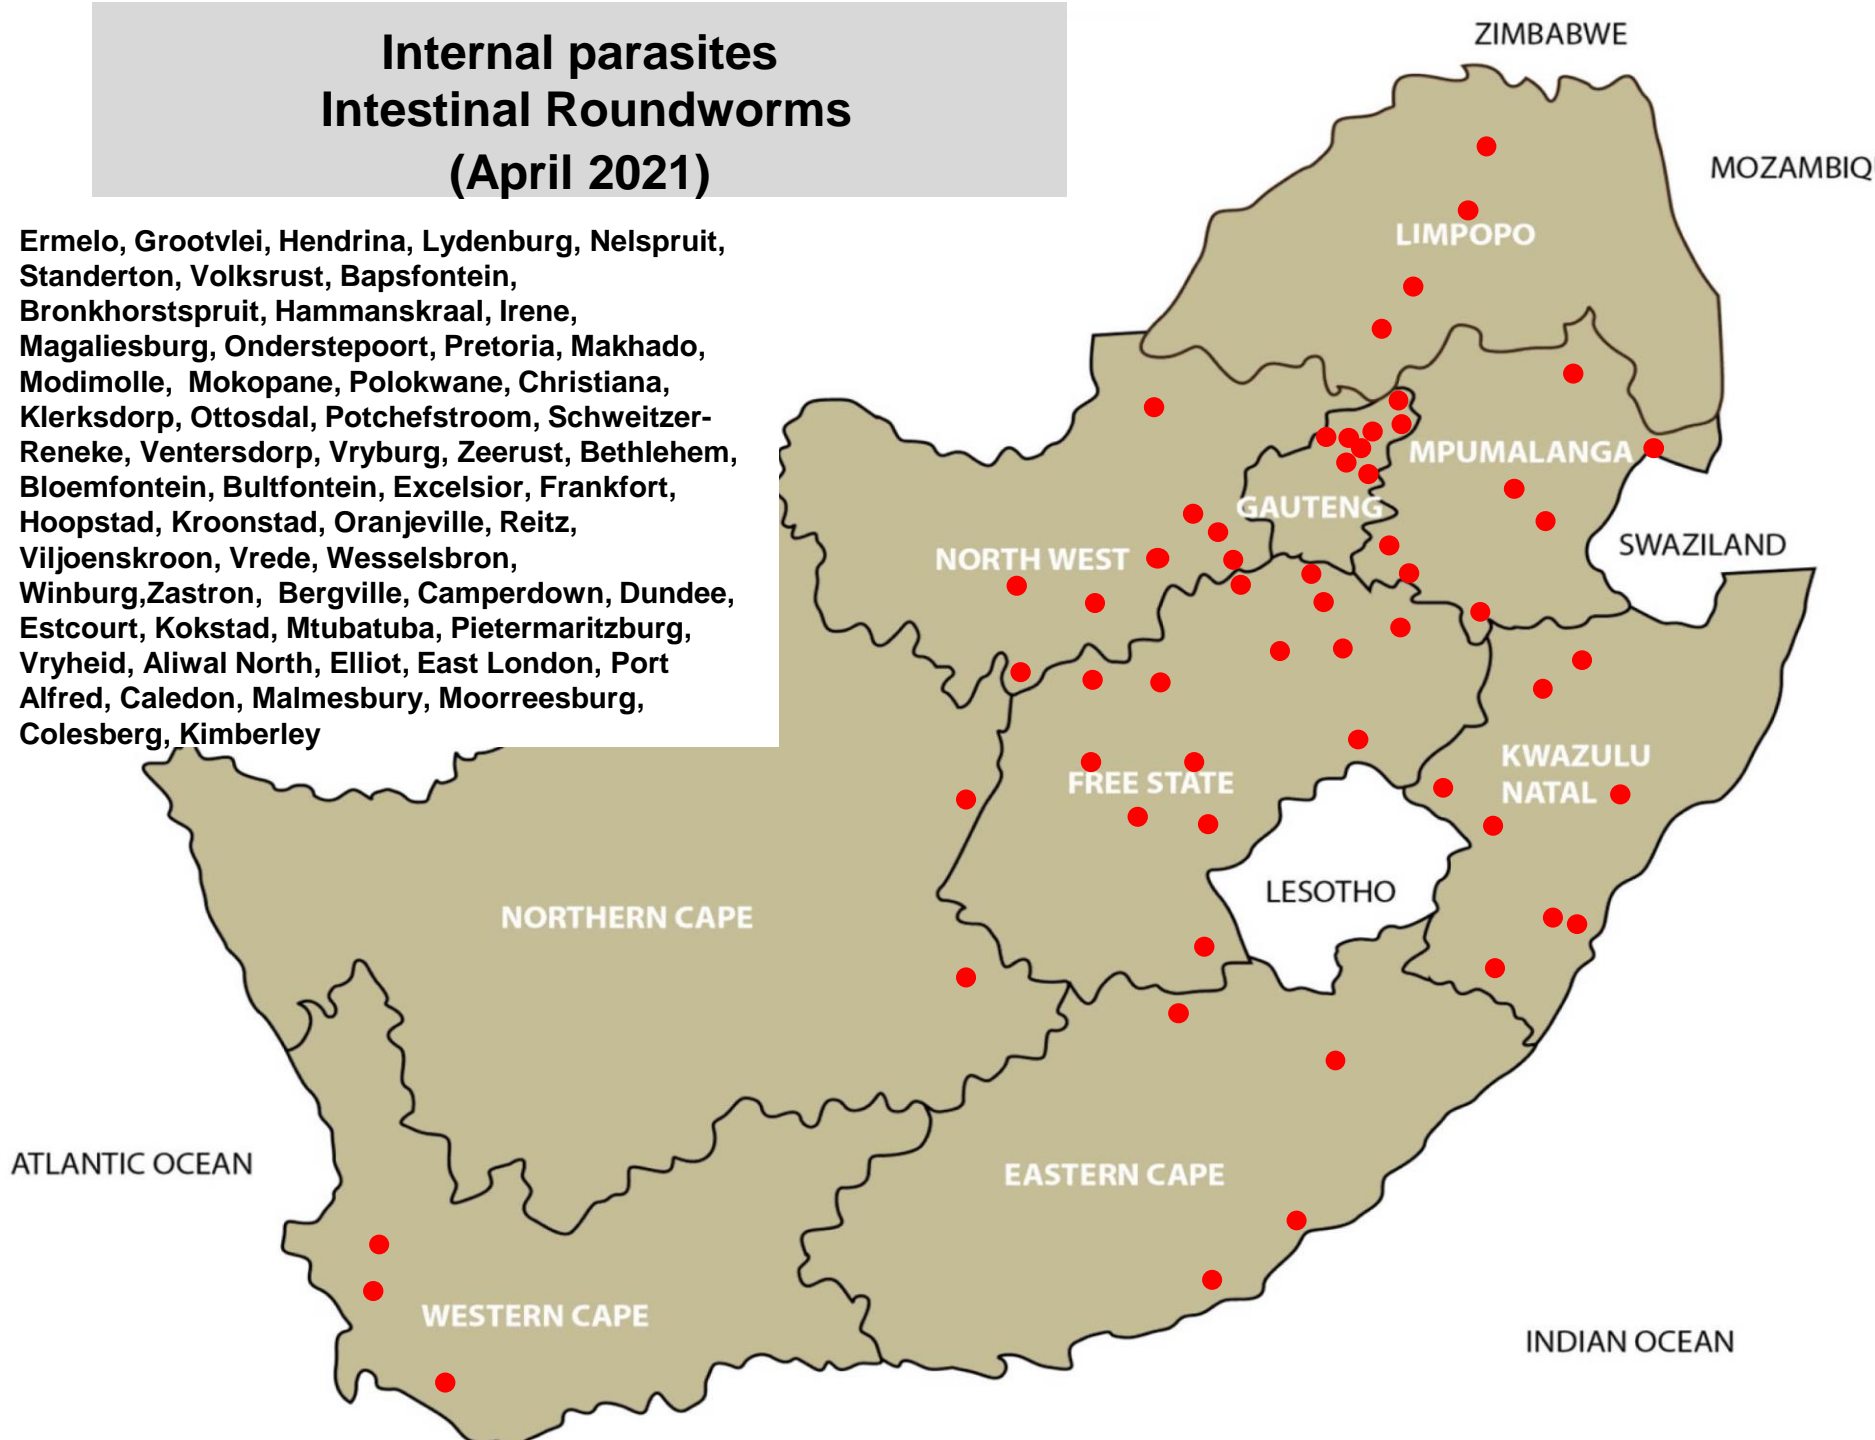 Internal parasites
Intestinal Roundworms
(April 2021)
Ermelo, Grootvlei, Hendrina, Lydenburg, Nelspruit,
Standerton, Volksrust, Bapsfontein,
Bronkhorstspruit, Hammanskraal, Irene,
Magaliesburg, Onderstepoort, Pretoria, Makhado,
Modimolle, Mokopane, Polokwane, Christiana,
Klerksdorp, Ottosdal, Potchefstroom, Schweitzer-
Reneke, Ventersdorp, Vryburg, Zeerust, Bethlehem,
Bloemfontein, Bultfontein, Excelsior, Frankfort,
Hoopstad, Kroonstad, Oranjeville, Reitz,
Viljoenskroon, Vrede, Wesselsbron,
Winburg,Zastron, Bergville, Camperdown, Dundee,
Estcourt, Kokstad, Mtubatuba, Pietermaritzburg,
Vryheid, Aliwal North, Elliot, East London, Port
Alfred, Caledon, Malmesbury, Moorreesburg,
Colesberg, Kimberley
ZIMBABWE
MOZAMBIQ
LIMPOPO
MPUMALANGA
GAUTENG
NORTH WEST
SWAZILAND
KWAZULU
NATAL
FREE STATE
LESOTHO
NORTHERN CAPE
ATLANTIC OCEAN
EASTERN CAPE
WESTERN CAPE
INDIAN OCEAN